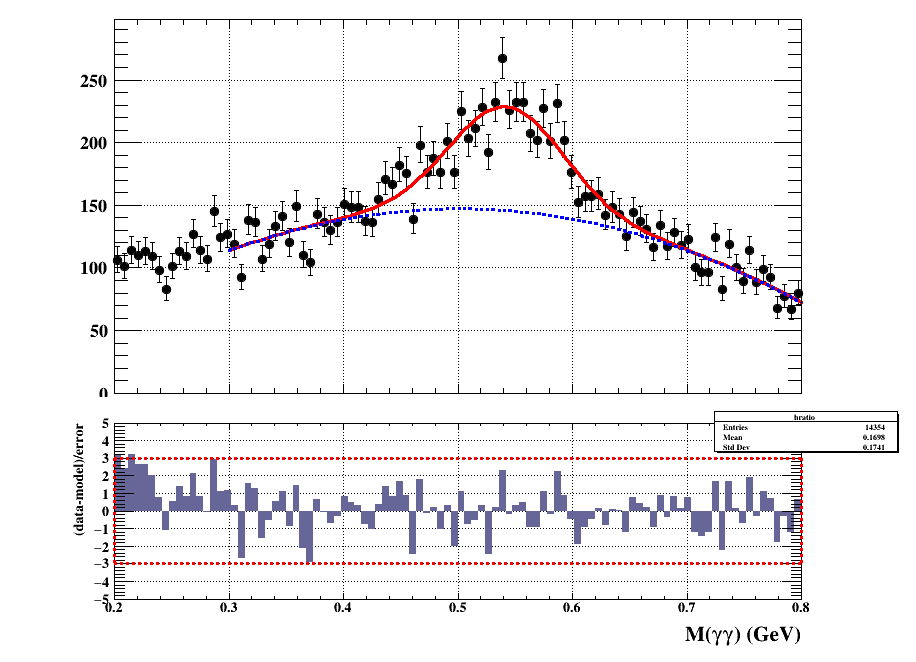 250
200
150
100
50
0
hratio
Entries 14354
Mean 0.1698
Std Dev 0.1741
(data-model)/error
5
4
3
2
1
0
−1
−2
−3
−4
−5
0.2 0.3 0.4 0.5 0.6 0.7 0.8
M(γγ) (GeV)